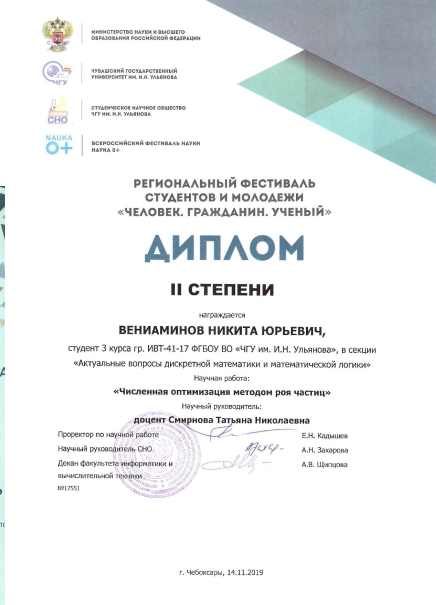 МИНИСТЕРСТВО НАУКИ И ВЫСШЕГО
ОБРАЗОВАНИЯ РОССИЙСКОЙ ФЕДЕРАЦИИ
ЧГУ
ЧУВАШСКИЙ ГОСУДАРСТВЕННЫЙ
УНИВЕРСИТЕТ ИМ. И.Н. УЛЬЯНОВА
СНО
СТУДЕНЧЕСКОЕ НАУЧНОЕ ОБЩЕСТВО
ЧГУ ИМ. И.Н. УЛЬЯНОВА
NAUKA
0+
ВСЕРОССИЙСКИЙ ФЕСТИВАЛЬ НАУКИ
НАУКА 0+
РЕГИОНАЛЬНЫЙ ФЕСТИВАЛЬ
СТУДЕНТОВ И МОЛОДЕЖИ
«ЧЕЛОВЕК. ГРАЖДАНИН. УЧЕНЫЙ»
ДИПЛОМ
II СТЕПЕНИ
награждается
ВЕНИАМИНОВ НИКИТА ЮРЬЕВИЧ,
студент 3 курса гр. ИВТ-41-17 ФГБОУ ВО «ЧГУ им. И.Н. Ульянова», в секции
«Актуальные вопросы дискретной математики и математической логики»
Научная работа:
«Численная оптимизация методом роя частиц»
Научный руководитель:
доцент Смирнова Татьяна Николаевна
Проректор по научной работе Е.Н. Кадышев
Научный руководитель СНО. А.Н. Захарова
Декан факультета информатики и А.В. Щипцова
вычислительной техники
№17551
г. Чебоксары, 14.11.2019